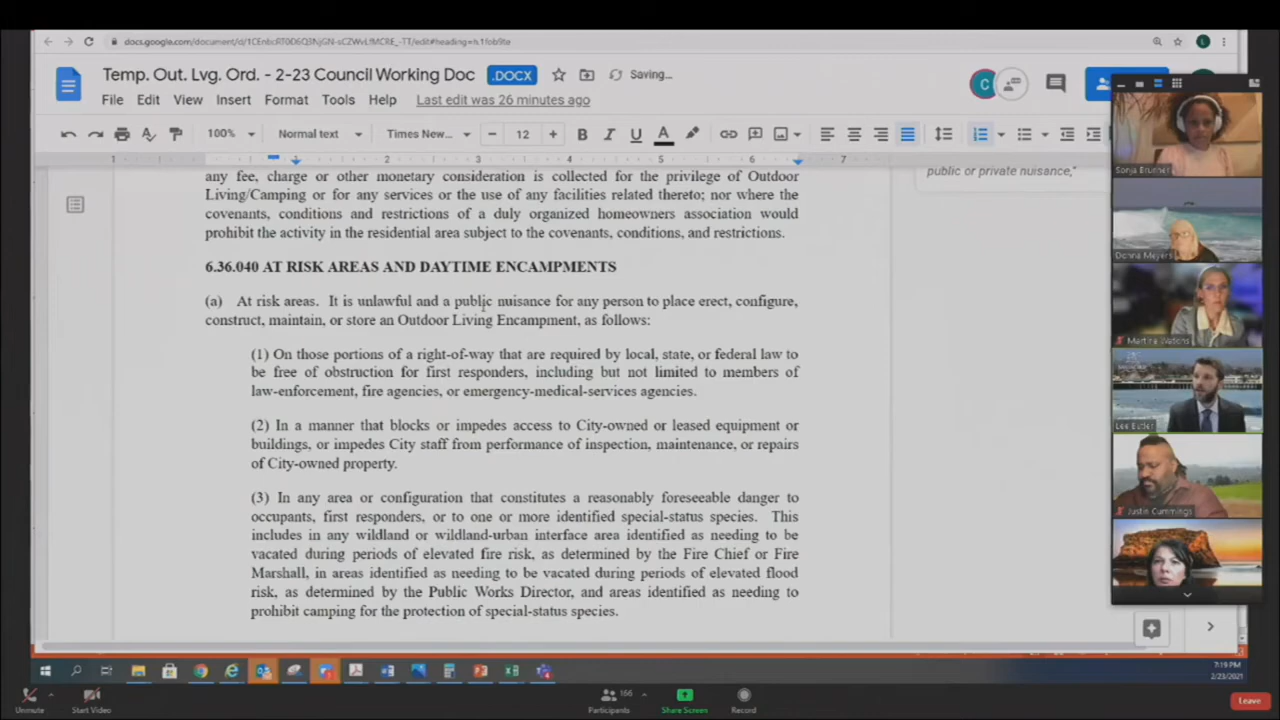 Temp. Out. Lvg. Ord. - 2-23 Council Working Doc .DOCX Saving...
File Edit View Insert Format Tools Help Last edit was 26 minutes ago
100% Normal text Times New... 12
1 1 2 3 4 5 6 7
any fee, charge or other monetary consideration is collected for the privilege of Outdoor
public or private nuisance,"
Living/Camping or for any services or the use of any facilities related thereto; nor where the
covenants, conditions and restrictions of a duly organized homeowners association would
prohibit the activity in the residential area subject to the covenants, conditions, and restrictions.
6.36.040 AT RISK AREAS AND DAYTIME ENCAMPMENTS
(a) At risk areas. It is unlawful and a public nuisance for any person to place erect, configure,
construct, maintain, or store an Outdoor Living Encampment, as follows:
(1) On those portions of a right-of-way that are required by local, state, or federal law to
be free of obstruction for first responders, including but not limited to members of
law-enforcement, fire agencies, or emergency-medical-services agencies.
(2) In a manner that blocks or impedes access to City-owned or leased equipment or
buildings, or impedes City staff from performance of inspection, maintenance, or repairs
of City-owned property.
(3) In any area or configuration that constitutes a reasonably foreseeable danger to
occupants, first responders, or to one or more identified special-status species. This
includes in any wildland or wildland-urban interface area identified as needing to be
vacated during periods of elevated fire risk, as determined by the Fire Chief or Fire
Marshall, in areas identified as needing to be vacated during periods of elevated flood
risk, as determined by the Public Works Director, and areas identified as needing to
prohibit camping for the protection of special-status species.
C
L
Sonja Brunner
Donna Meyers
Martine Watkins
Lee Butler
Justin Cummings
7:19 PM
2/23/2021
Unmute
Start Video
Participants 166
Share Screen
Record
Leave